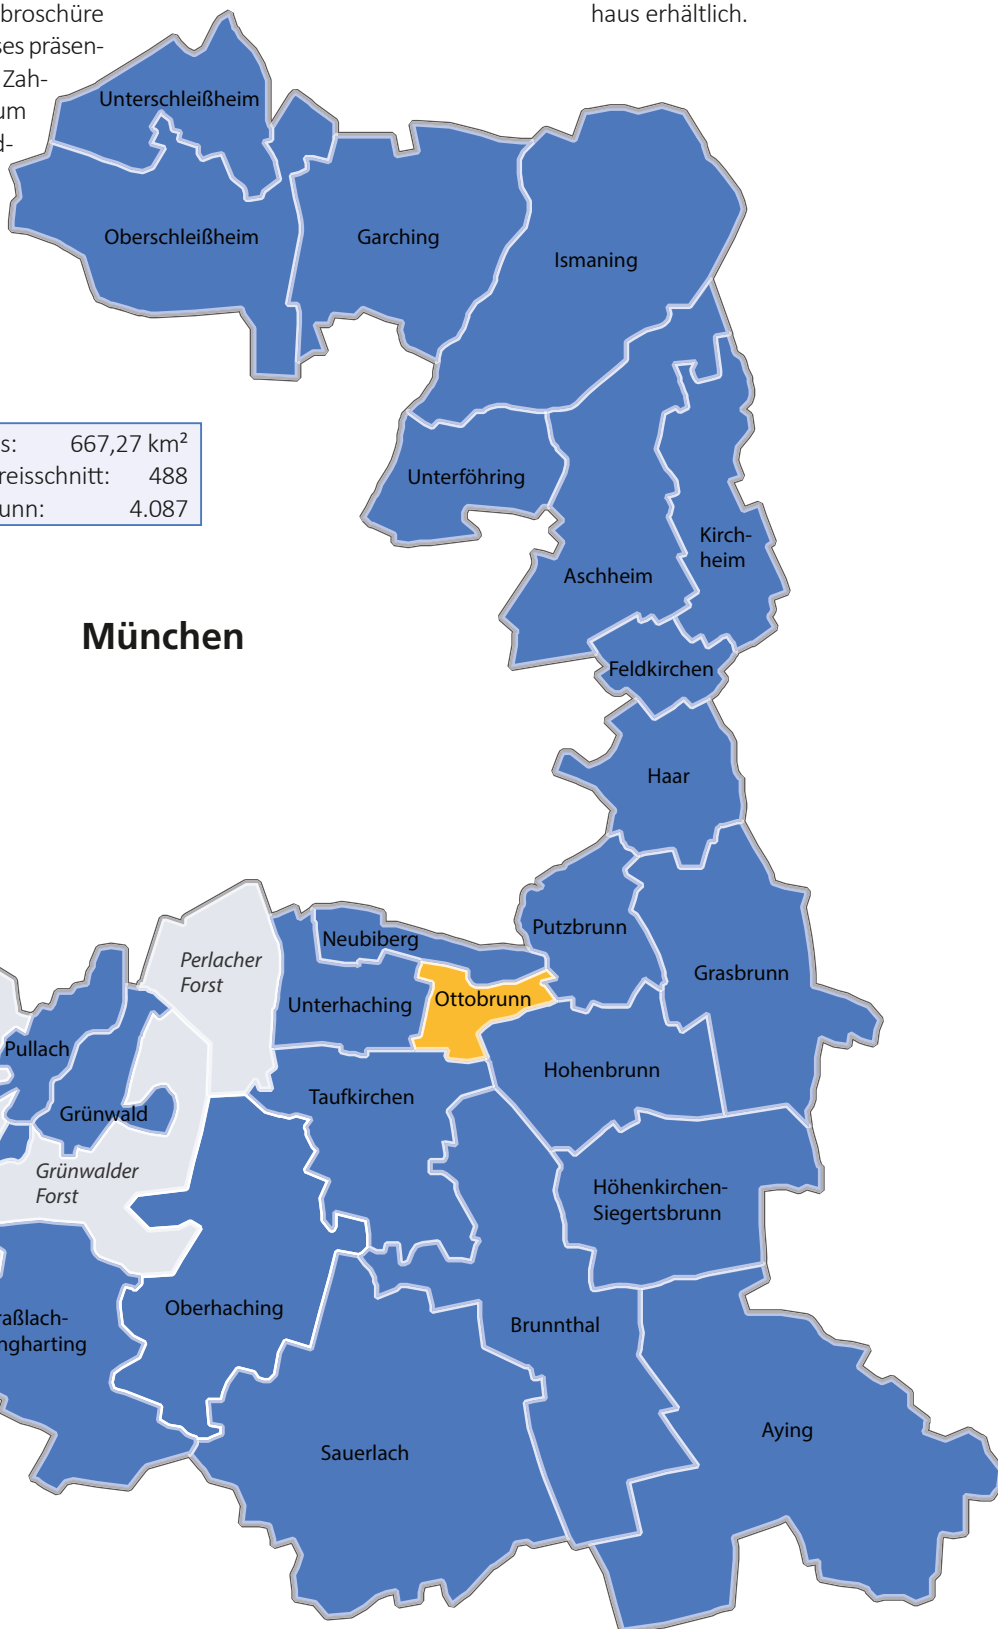 broschüre
ses präsen-
Zah-
um
d-
haus erhältlich.
Unterschleißheim
Oberschleißheim
Garching
Ismaning
s: 667,27 km²
reisschnitt: 488
unn: 4.087
Unterföhring
Kirch-
heim
Aschheim
München
Feldkirchen
Haar
Putzbrunn
Neubiberg
Perlacher
Forst
Grasbrunn
Unterhaching
Ottobrunn
Pullach
Hohenbrunn
Taufkirchen
Grünwald
Grünwalder
Forst
Höhenkirchen-
Siegertsbrunn
Oberhaching
raßlach-
ngharting
Brunnthal
Aying
Sauerlach